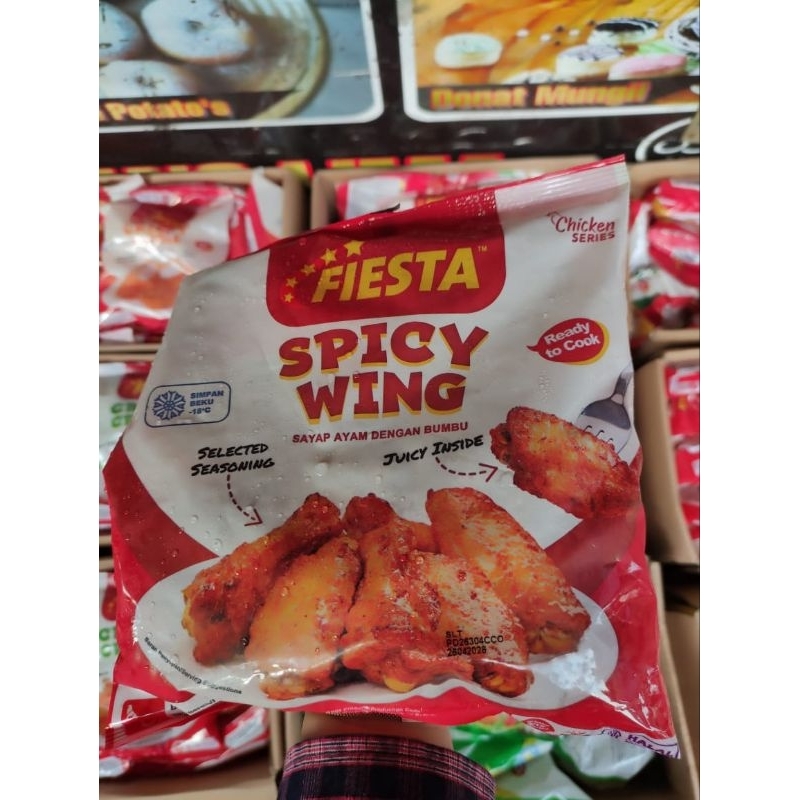 Potato's
Donat Mungil
Chicken
SERIES
FIESTA™
SPICY
WING
SAYAP AYAM DENGAN BUMBU
Ready
to Cook
SIMPAN
BEKU
-18°C
SELECTED
SEASONING
JUICY INSIDE